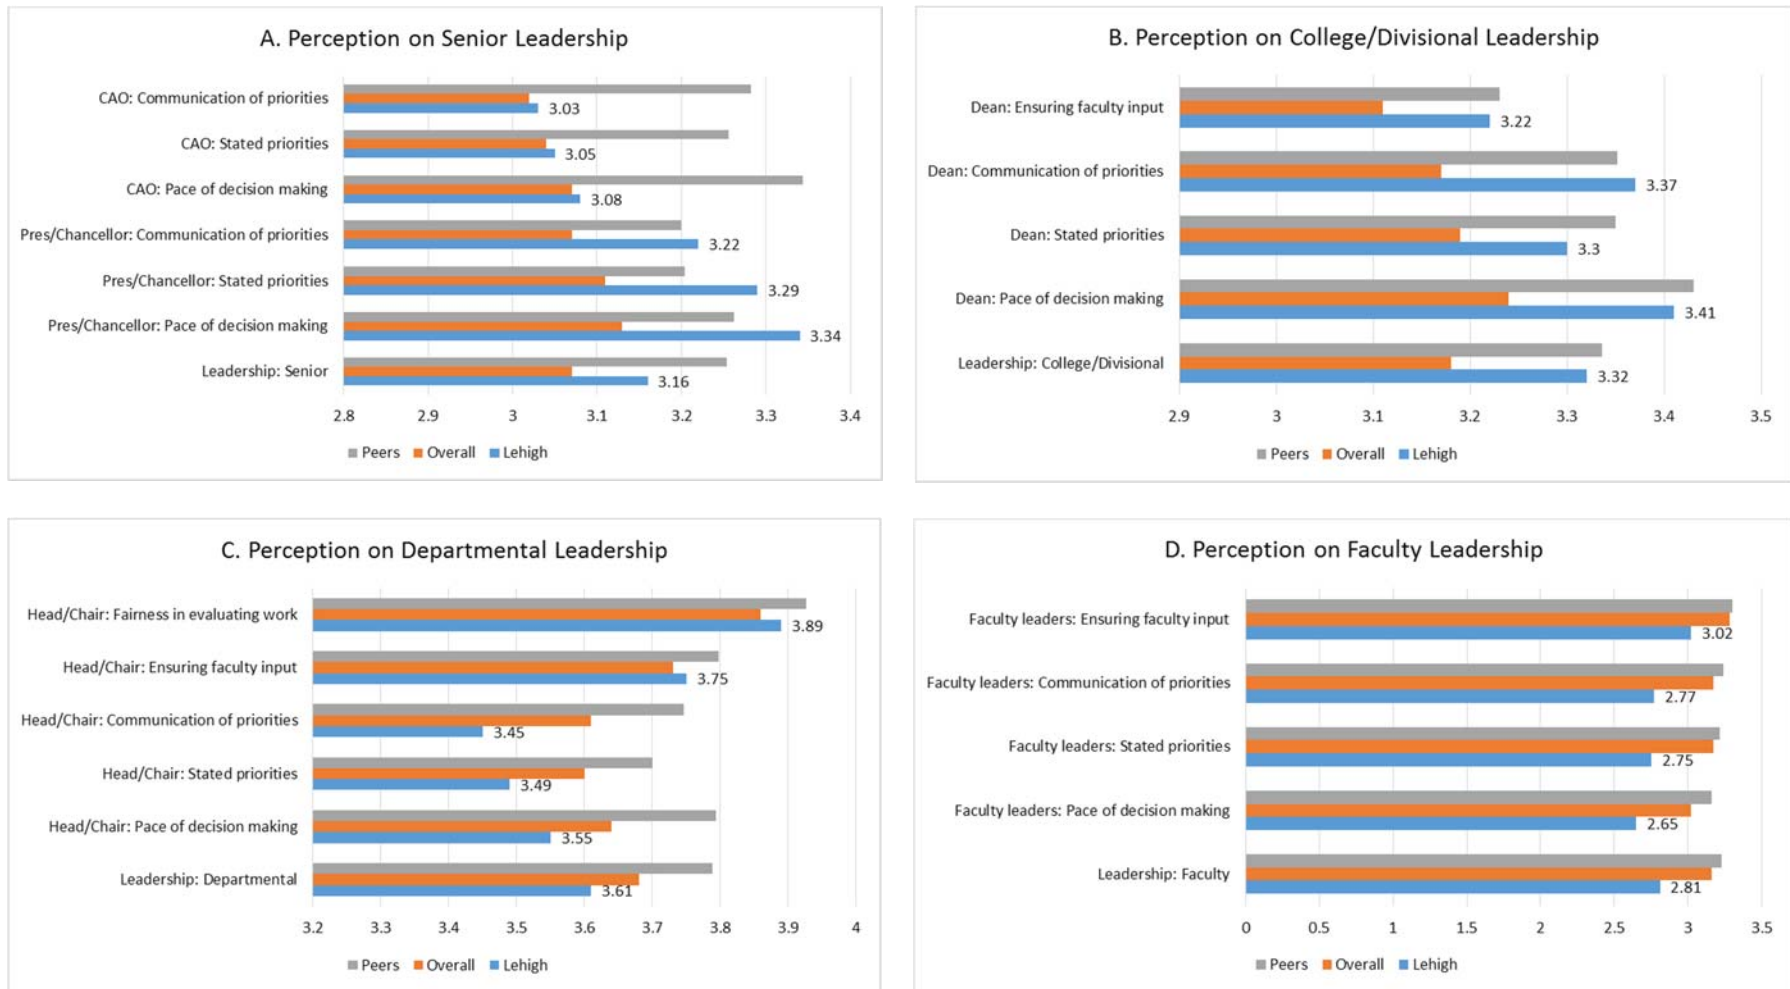 A. Perception on Senior Leadership
CAO: Communication of priorities
3.03
CAO: Stated priorities
3.05
CAO: Pace of decision making
3.08
Pres/Chancellor: Communication of priorities
3.22
Pres/Chancellor: Stated priorities
3.29
Pres/Chancellor: Pace of decision making
3.34
Leadership: Senior
3.16
2.8 2.9 3 3.1 3.2 3.3 3.4
Peers Overall Lehigh
B. Perception on College/Divisional Leadership
Dean: Ensuring faculty input
3.22
Dean: Communication of priorities
3.37
Dean: Stated priorities
3.3
Dean: Pace of decision making
3.41
Leadership: College/Divisional
3.32
2.9 3 3.1 3.2 3.3 3.4 3.5
Peers Overall Lehigh
C. Perception on Departmental Leadership
Head/Chair: Fairness in evaluating work
3.89
Head/Chair: Ensuring faculty input
3.75
Head/Chair: Communication of priorities
3.45
Head/Chair: Stated priorities
3.49
Head/Chair: Pace of decision making
3.55
Leadership: Departmental
3.61
3.2 3.3 3.4 3.5 3.6 3.7 3.8 3.9 4
Peers Overall Lehigh
D. Perception on Faculty Leadership
Faculty leaders: Ensuring faculty input
3.02
Faculty leaders: Communication of priorities
2.77
Faculty leaders: Stated priorities
2.75
Faculty leaders: Pace of decision making
2.65
Leadership: Faculty
2.81
0 0.5 1 1.5 2 2.5 3 3.5
Peers Overall Lehigh